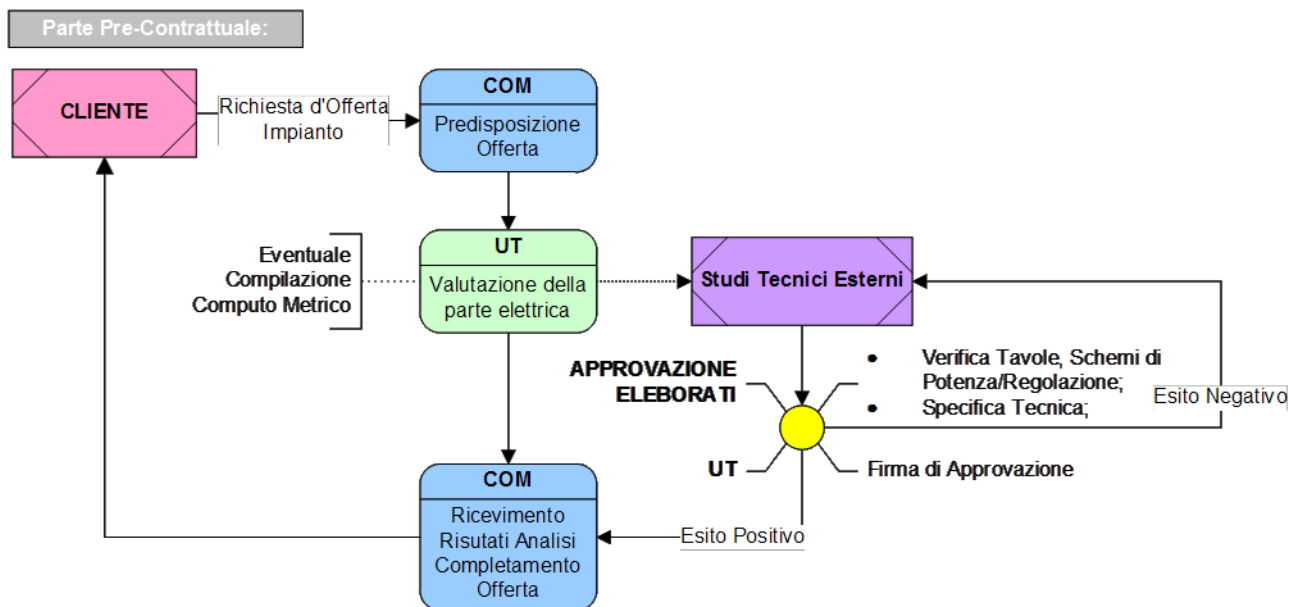 Parte Pre-Contrattuale:
CLIENTE
Richiesta d'Offerta
Impianto
COM
Predisposizione
Offerta
Eventuale
Compilazione
Computo Metrico
UT
Valutazione della
parte elettrica
Studi Tecnici Esterni
APPROVAZIONE
ELEBORATI
• Verifica Tavole, Schemi di
Potenza/Regolazione;
• Specifica Tecnica;
Esito Negativo
UT
Firma di Approvazione
COM
Ricevimento
Risutati Analisi
Completamento
Offerta
Esito Positivo